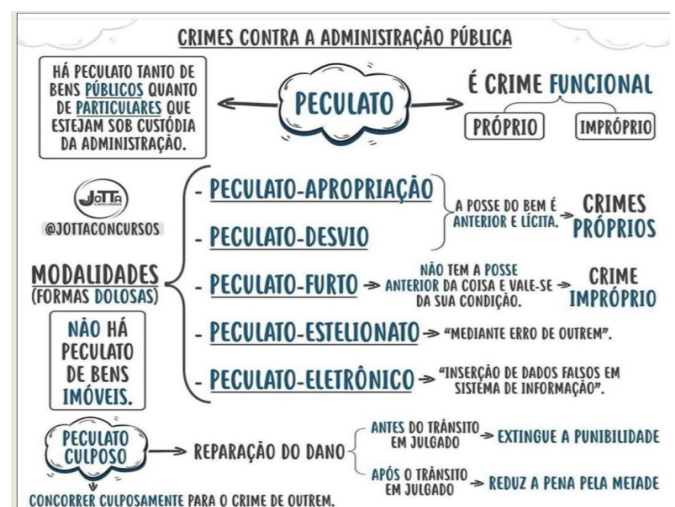 CRIMES CONTRA A ADMINISTRAÇÃO PÚBLICA
HÁ PECULATO TANTO DE
BENS PÚBLICOS QUANTO
DE PARTICULARES QUE
ESTEJAM SOB CUSTÓDIA
DA ADMINISTRAÇÃO.
PECULATO
É CRIME FUNCIONAL
PRÓPRIO
IMPRÓPRIO
JOTTA
CONCURSOS
@JOTTACONCURSOS
MODALIDADES
(FORMAS DOLOSAS)
- PECULATO-APROPRIAÇÃO
- PECULATO-DESVIO
A POSSE DO BEM É
ANTERIOR E LÍCITA.
CRIMES
PRÓPRIOS
- PECULATO-FURTO
NÃO TEM A POSSE
ANTERIOR DA COISA E VALE-SE
DA SUA CONDIÇÃO.
CRIME
IMPRÓPRIO
- PECULATO-ESTELIONATO
“MEDIANTE ERRO DE OUTREM”.
- PECULATO-ELETRÔNICO
“INSERÇÃO DE DADOS FALSOS EM
SISTEMA DE INFORMAÇÃO”.
NÃO HÁ
PECULATO
DE BENS
IMÓVEIS.
PECULATO
CULPOSO
REPARAÇÃO DO DANO
ANTES DO TRÂNSITO
EM JULGADO
EXTINGUE A PUNIBILIDADE
APÓS O TRÂNSITO
EM JULGADO
REDUZ A PENA PELA METADE
CONCORRER CULPOSAMENTE PARA O CRIME DE OUTREM.